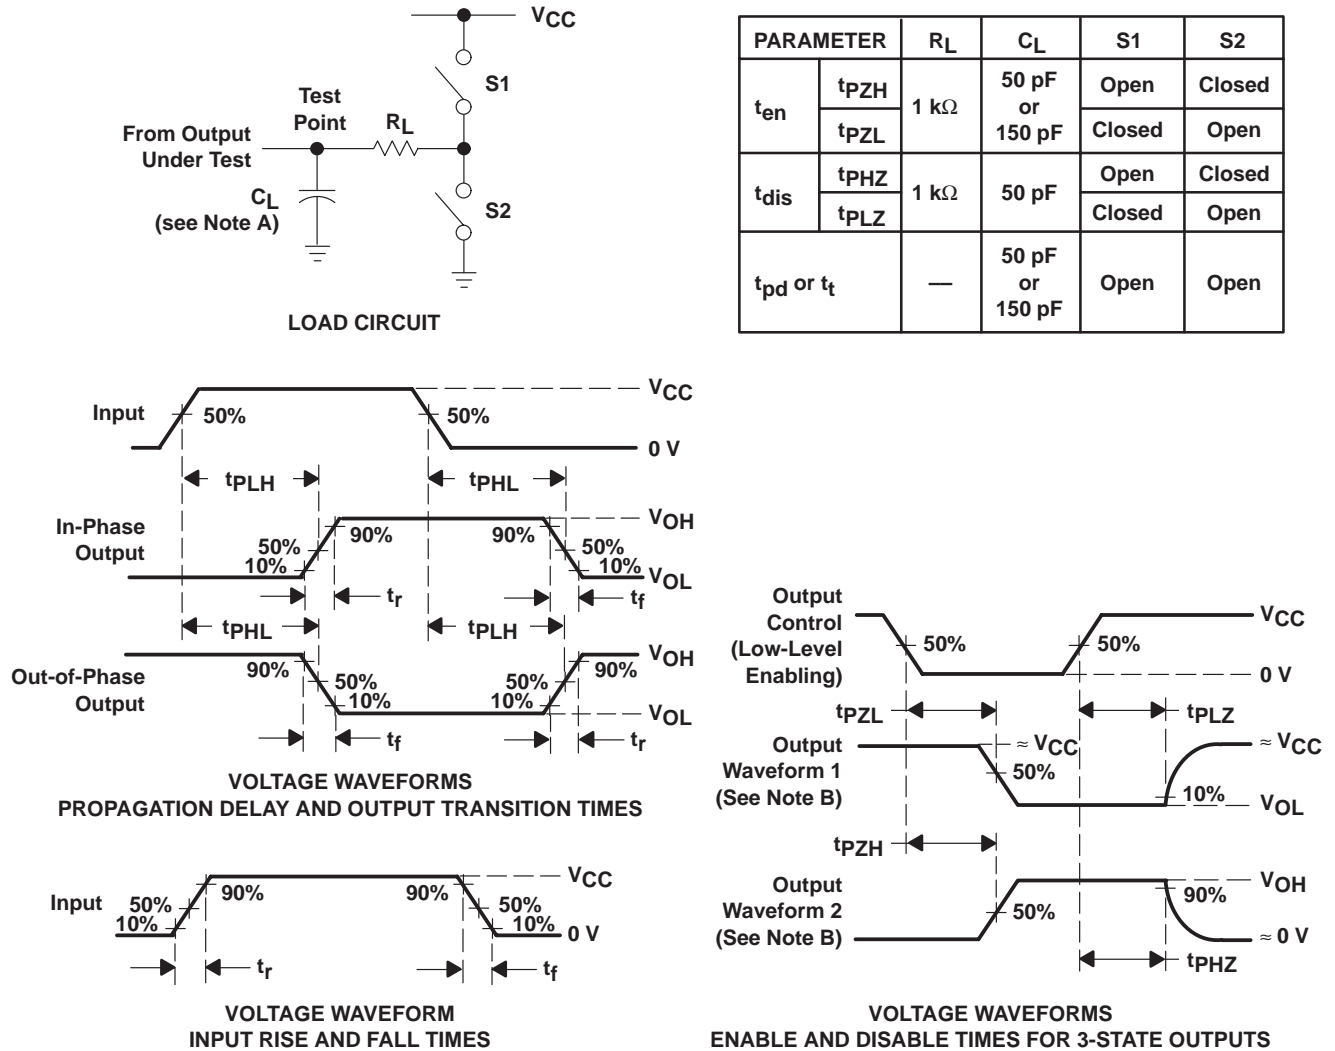 VCC
S1
Test
Point
RL
From Output
Under Test
CL
(see Note A)
S2
LOAD CIRCUIT
PARAMETER RL CL S1 S2
ten tPZH 1 kΩ 50 pF or 150 pF Open Closed
tPZL Closed Open
tdis tPHZ 1 kΩ 50 pF Open Closed
tPLZ Closed Open
tpd or tt — 50 pF or 150 pF Open Open
Input 50% 50% VCC
0 V
tPLH tPHL
In-Phase
Output
50%
10%
90% 90%
50%
10%
VOH
VOL
tr tf
tPHL tPLH
Out-of-Phase
Output
90%
50%
10%
50%
10%
90%
VOH
VOL
tf tr
VOLTAGE WAVEFORMS
PROPAGATION DELAY AND OUTPUT TRANSITION TIMES
Input
50%
10%
90% 90%
50%
10%
VCC
0 V
tr tf
VOLTAGE WAVEFORM
INPUT RISE AND FALL TIMES
Output
Control
(Low-Level
Enabling)
50% 50%
VCC
0 V
tPZL tPLZ
Output
Waveform 1
(See Note B)
≈ VCC
50%
10%
≈ VCC
VOL
tPZH
Output
Waveform 2
(See Note B)
50%
90%
VOH
≈ 0 V
tPHZ
VOLTAGE WAVEFORMS
ENABLE AND DISABLE TIMES FOR 3-STATE OUTPUTS